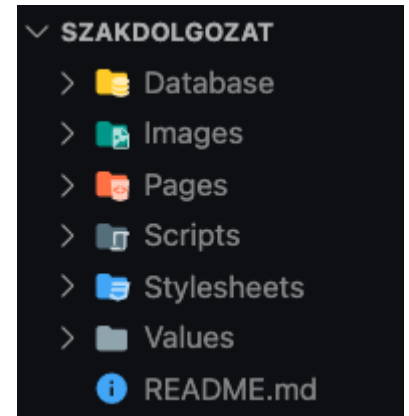 SZAKDOLGOZAT
Database
Images
Pages
Scripts
Stylesheets
Values
README.md